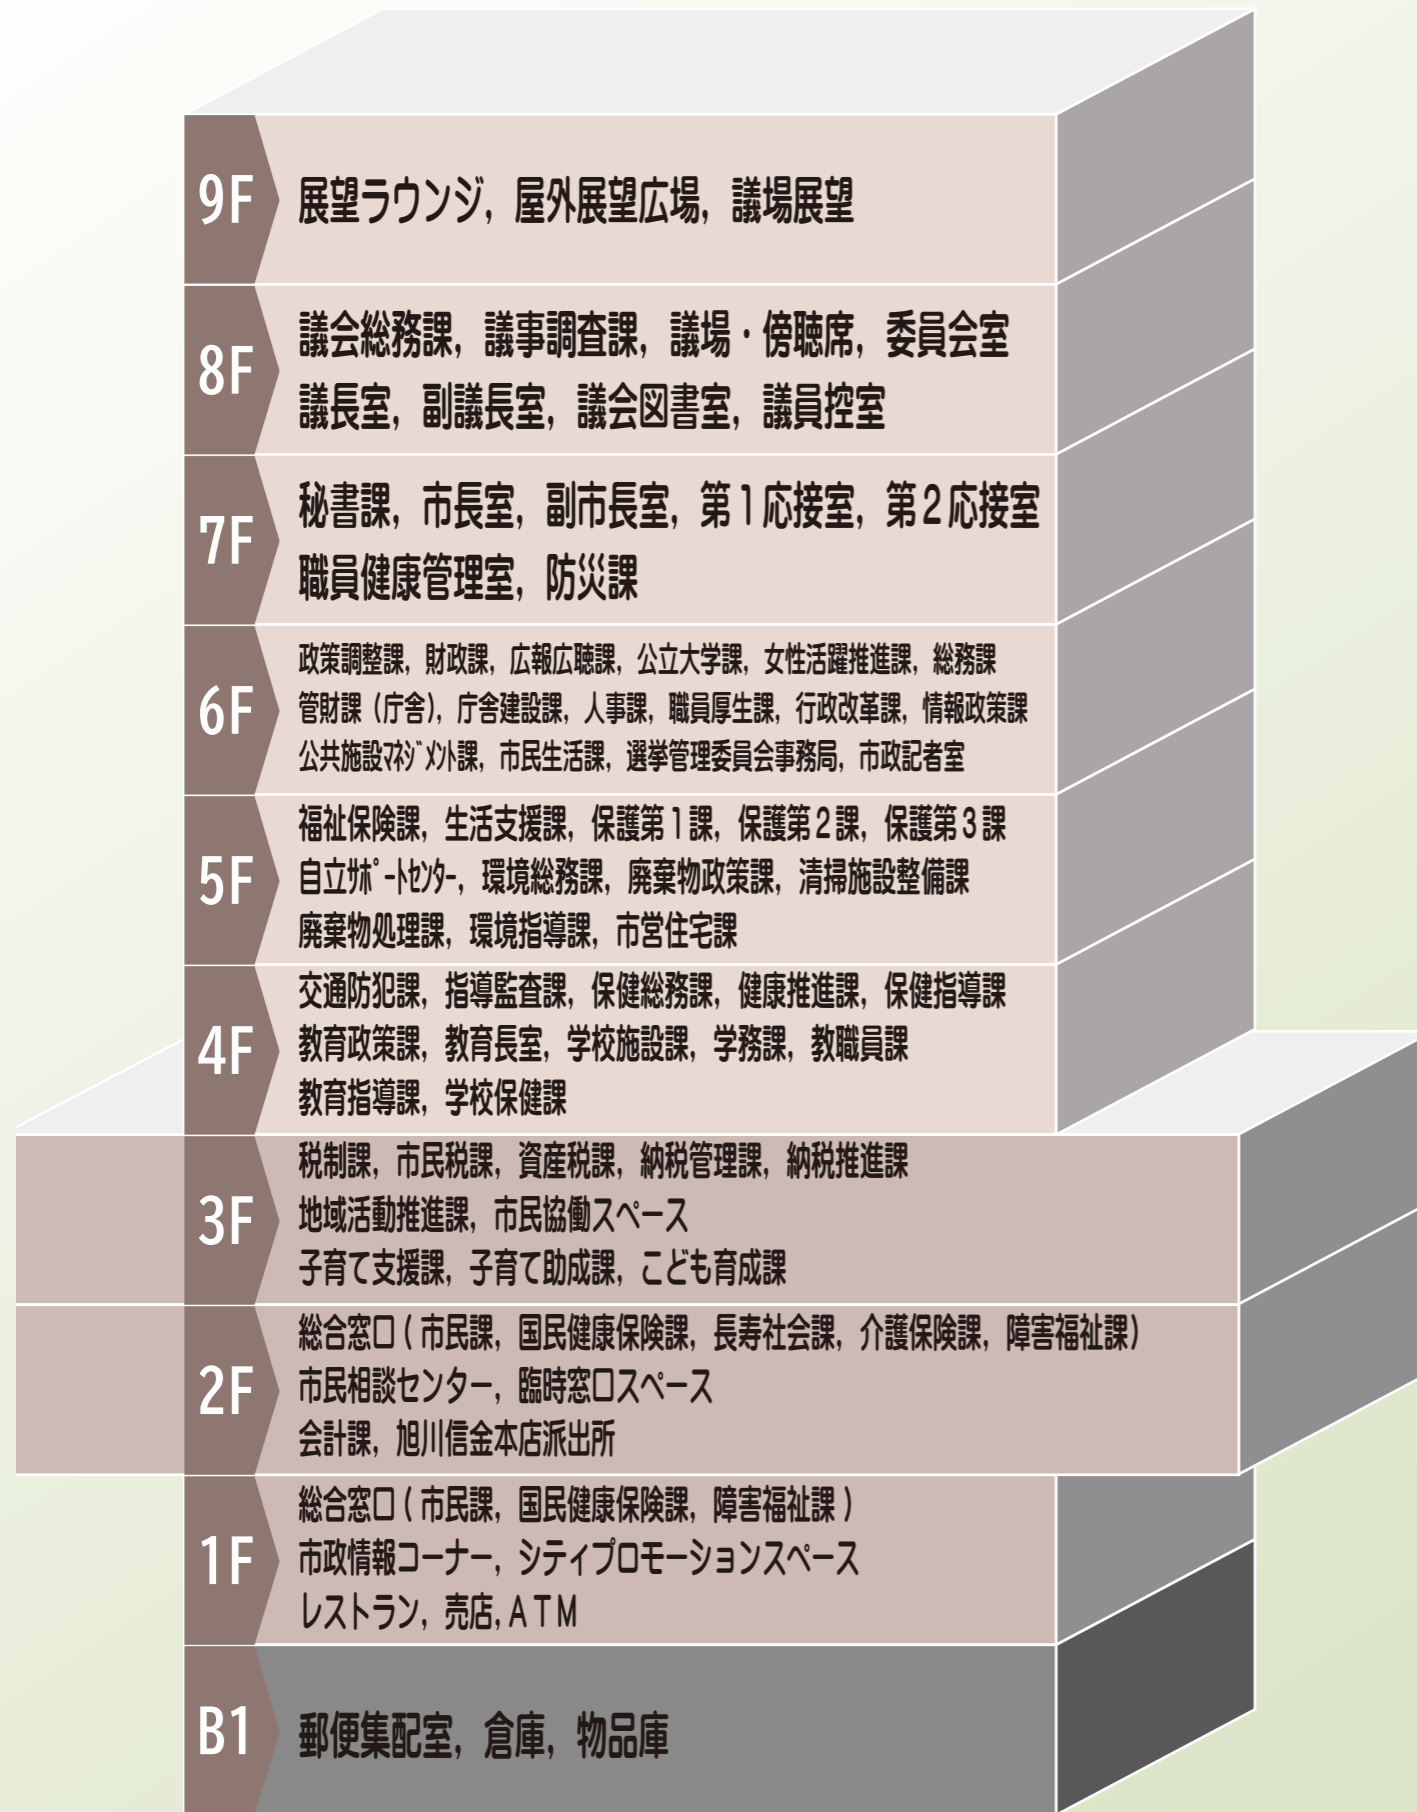 9F
展望ラウンジ，屋外展望広場，議場展望
8F
議会総務課，議事調査課，議場・傍聴席，委員会室
議長室，副議長室，議会図書室，議員控室
7F
秘書課，市長室，副市長室，第１応接室，第２応接室
職員健康管理室，防災課
6F
政策調整課，財政課，広報広聴課，公立大学課，女性活躍推進課，総務課
管財課（庁舎），庁舎建設課，人事課，職員厚生課，行政改革課，情報政策課
公共施設ﾏﾈｼﾞﾒﾝﾄ課，市民生活課，選挙管理委員会事務局，市政記者室
5F
福祉保険課，生活支援課，保護第１課，保護第２課，保護第３課
自立ｻﾎﾟｰﾄｾﾝﾀｰ，環境総務課，廃棄物政策課，清掃施設整備課
廃棄物処理課，環境指導課，市営住宅課
4F
交通防犯課，指導監査課，保健総務課，健康推進課，保健指導課
教育政策課，教育長室，学校施設課，学務課，教職員課
教育指導課，学校保健課
3F
税制課，市民税課，資産税課，納税管理課，納税推進課
地域活動推進課，市民協働スペース
子育て支援課，子育て助成課，こども育成課
2F
総合窓口（市民課，国民健康保険課，長寿社会課，介護保険課，障害福祉課）
市民相談センター，臨時窓口スペース
会計課，旭川信金本店派出所
1F
総合窓口（市民課，国民健康保険課，障害福祉課）
市政情報コーナー，シティプロモーションスペース
レストラン，売店，ＡＴＭ
B1
郵便集配室，倉庫，物品庫